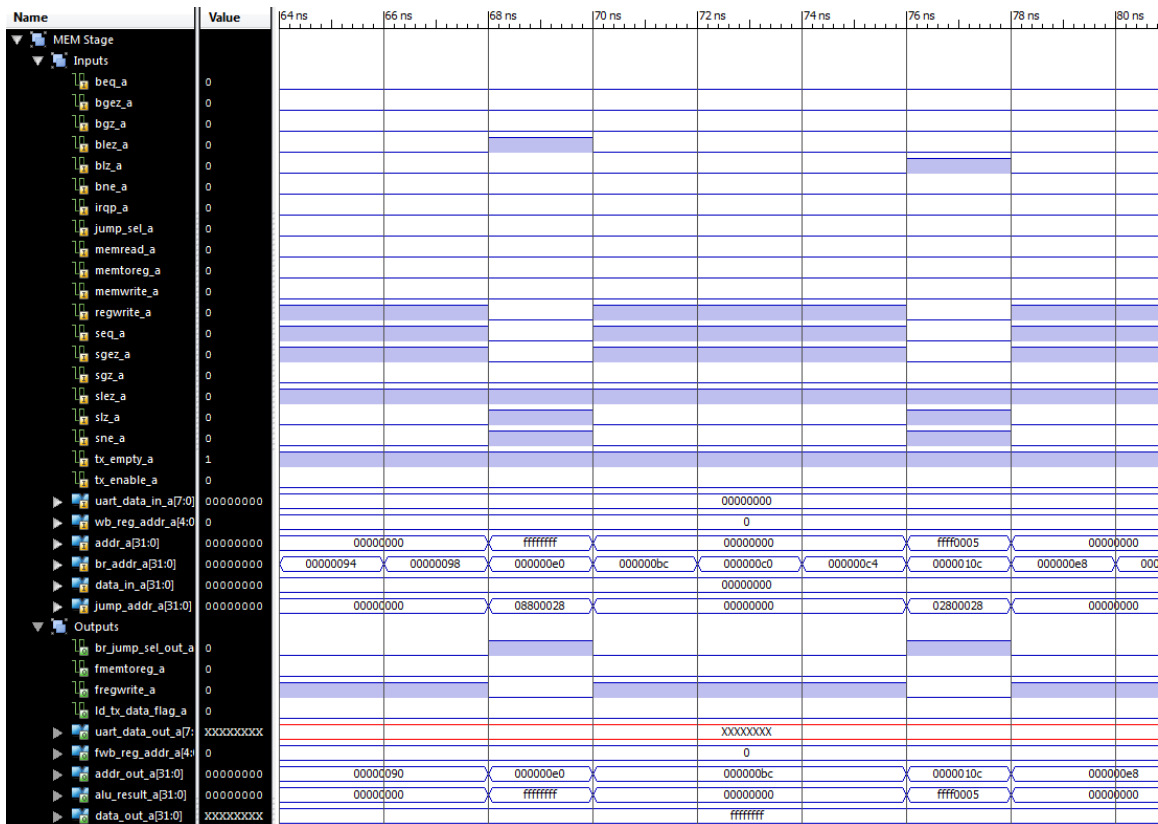 Name Value 64 ns 66 ns 68 ns 70 ns 72 ns 74 ns 76 ns 78 ns 80 ns
MEM Stage
Inputs
beq_a 0
bgez_a 0
bgz_a 0
blez_a 0
blz_a 0
bne_a 0
irqp_a 0
jump_sel_a 0
memread_a 0
memtoreg_a 0
memwrite_a 0
regwrite_a 0
seq_a 0
sgez_a 0
sgz_a 0
slez_a 0
slz_a 0
sne_a 0
tx_empty_a 1
tx_enable_a 0
uart_data_in_a[7:0] 00000000 00000000
wb_reg_addr_a[4:0 0 0
addr_a[31:0] 00000000 00000000 ffffffff 00000000 ffff0005 00000000
br_addr_a[31:0] 00000000 00000094 00000098 000000e0 000000bc 000000c0 000000c4 0000010c 000000e8 000
data_in_a[31:0] 00000000 00000000
jump_addr_a[31:0] 00000000 00000000 08800028 00000000 02800028 00000000
Outputs
br_jump_sel_out_a 0
fmemtoreg_a 0
fregwrite_a 0
ld_tx_data_flag_a 0
uart_data_out_a[7: XXXXXXXX XXXXXXXX
fwb_reg_addr_a[4: 0 0
addr_out_a[31:0] 00000000 00000090 000000e0 000000bc 0000010c 000000e8
alu_result_a[31:0] 00000000 00000000 ffffffff 00000000 ffff0005 00000000
data_out_a[31:0] XXXXXXXX ffffffff